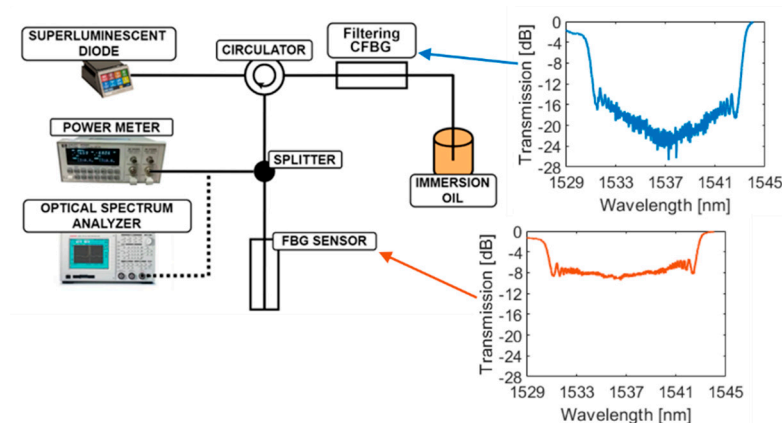 SUPERLUMINESCENT
DIODE
CIRCULATOR
Filtering
CFBG
POWER METER
SPLITTER
IMMERSION
OIL
OPTICAL SPECTRUM
ANALYZER
FBG SENSOR
Transmission [dB]
0
-4
-8
-12
-16
-20
-24
-28
1529 1533 1537 1541 1545
Wavelength [nm]
Transmission [dB]
0
-4
-8
-12
-16
-20
-24
-28
1529 1533 1537 1541 1545
Wavelength [nm]